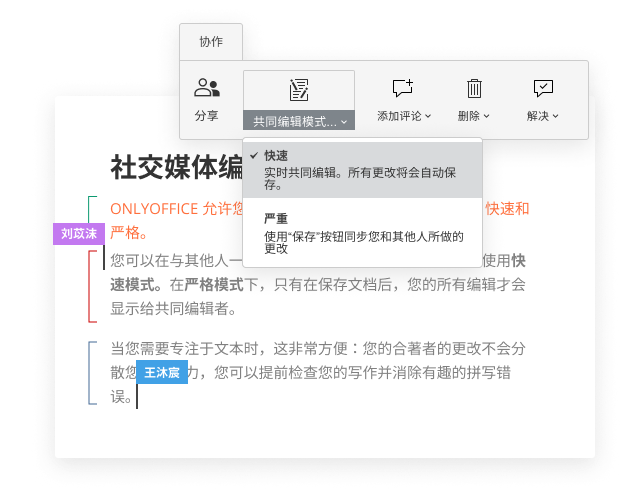 协作
分享
共同编辑模式...
添加评论
删除
解决
快速
实时共同编辑。所有更改将会自动保
存。
严重
使用“保存”按钮同步您和其他人所做的
更改
社交媒体编
ONLYOFFICE 允许您 快速和
严格。
刘苡沫
您可以在与其他人一 使用快
速模式。在严格模式下，只有在保存文档后，您的所有编辑才会
显示给共同编辑者。
当您需要专注于文本时，这非常方便：您的合著者的更改不会分
散您 力，您可以提前检查您的写作并消除有趣的拼写错
王沐宸
误。